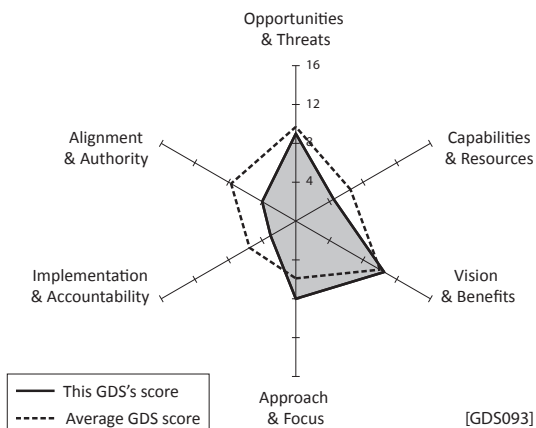 Opportunities
& Threats
16
12
8
4
Alignment
& Authority
Capabilities
& Resources
Implementation
& Accountability
Vision
& Benefits
Approach
& Focus
This GDS's score
Average GDS score
[GDS093]